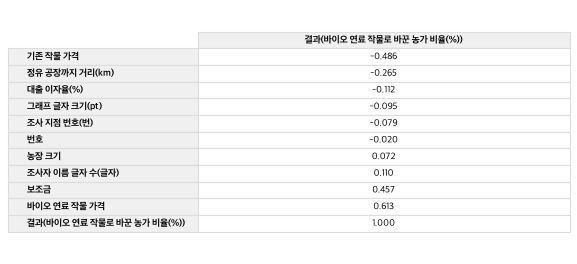 결과(바이오 연료 작물로 바꾼 농가 비율(%))
기존 작물 가격 -0.486
정유 공장까지 거리(km) -0.265
대출 이자율(%) -0.112
그래프 글자 크기(pt) -0.095
조사 지점 번호(번) -0.079
번호 -0.020
농장 크기 0.072
조사자 이름 글자 수(글자) 0.110
보조금 0.457
바이오 연료 작물 가격 0.613
결과(바이오 연료 작물로 바꾼 농가 비율(%)) 1.000